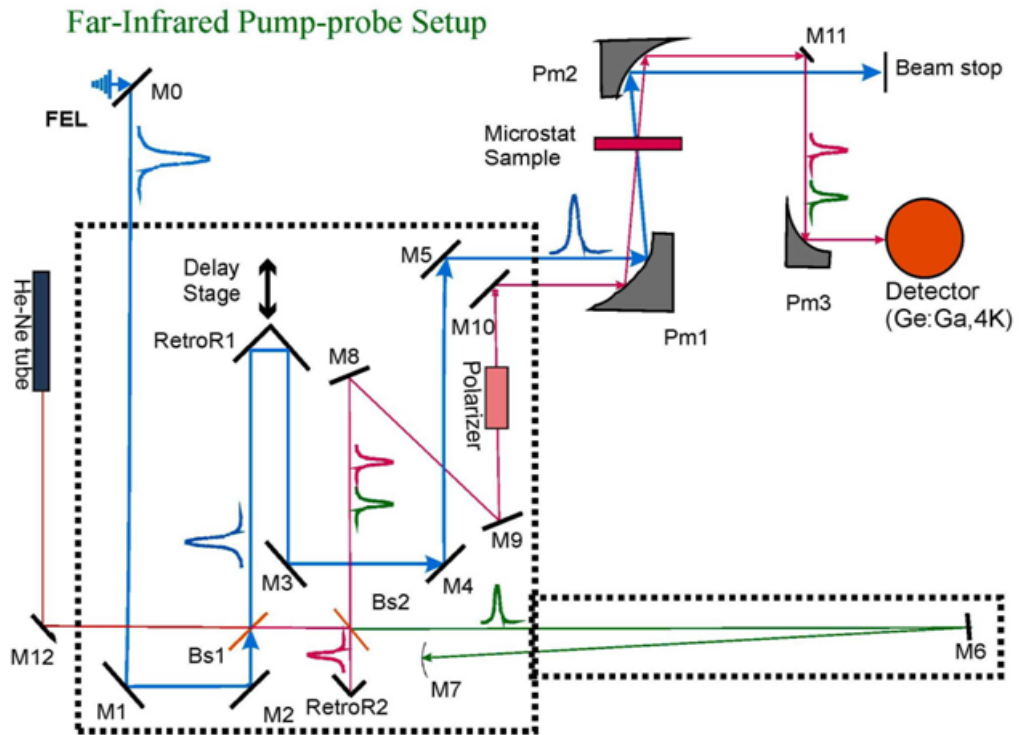 Far-Infrared Pump-probe Setup
M11
Pm2
Beam stop
M0
FEL
Microstat
Sample
M5
Delay
Stage
He-Ne tube
M10
Pm1
Pm3
Detector
(Ge:Ga,4K)
RetroR1
M8
Polarizer
M9
M3
M4
Bs2
M12
Bs1
M6
M7
M1
M2
RetroR2